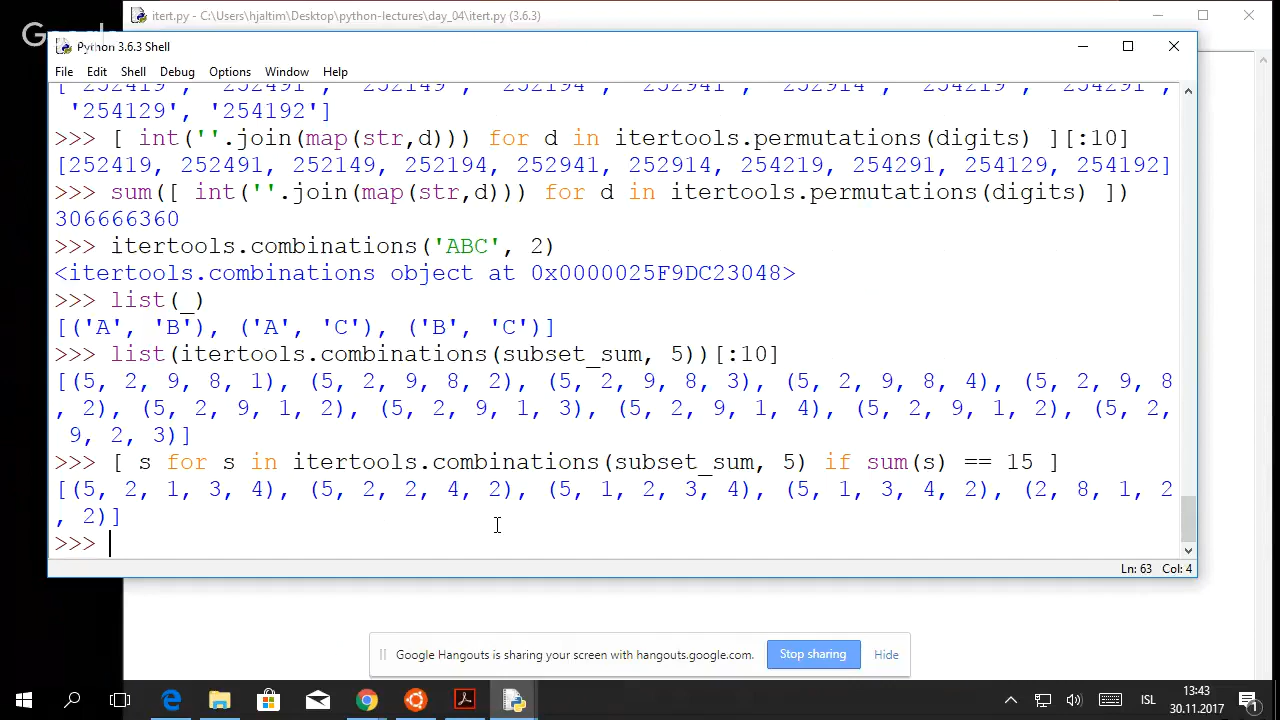 itert.py - C:\Users\hjaltim\Desktop\python-lectures\day_04\itert.py (3.6.3)
Python 3.6.3 Shell
File Edit Shell Debug Options Window Help
['252419', '252491', '252149', '252194', '252941', '252914', '254219', '254291',
'254129', '254192']
>>> [ int(''.join(map(str,d))) for d in itertools.permutations(digits) ][:10]
[252419, 252491, 252149, 252194, 252941, 252914, 254219, 254291, 254129, 254192]
>>> sum([ int(''.join(map(str,d))) for d in itertools.permutations(digits) ])
306666360
>>> itertools.combinations('ABC', 2)
<itertools.combinations object at 0x0000025F9DC23048>
>>> list(_)
[('A', 'B'), ('A', 'C'), ('B', 'C')]
>>> list(itertools.combinations(subset_sum, 5))[:10]
[(5, 2, 9, 8, 1), (5, 2, 9, 8, 2), (5, 2, 9, 8, 3), (5, 2, 9, 8, 4), (5, 2, 9, 8
, 2), (5, 2, 9, 1, 2), (5, 2, 9, 1, 3), (5, 2, 9, 1, 4), (5, 2, 9, 1, 2), (5, 2,
9, 2, 3)]
>>> [ s for s in itertools.combinations(subset_sum, 5) if sum(s) == 15 ]
[(5, 2, 1, 3, 4), (5, 2, 2, 4, 2), (5, 1, 2, 3, 4), (5, 1, 3, 4, 2), (2, 8, 1, 2
, 2)]
>>>
Ln: 63 Col: 4
Google Hangouts is sharing your screen with hangouts.google.com. Stop sharing Hide
ISL
13:43
30.11.2017
1